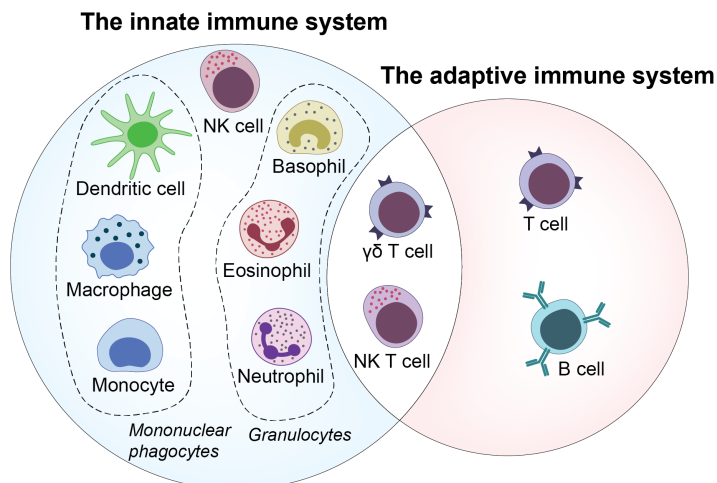 The innate immune system
The adaptive immune system
NK cell
Dendritic cell
Basophil
Macrophage
Eosinophil
Monocyte
Neutrophil
Mononuclear
phagocytes
Granulocytes
γδ T cell
NK T cell
T cell
B cell